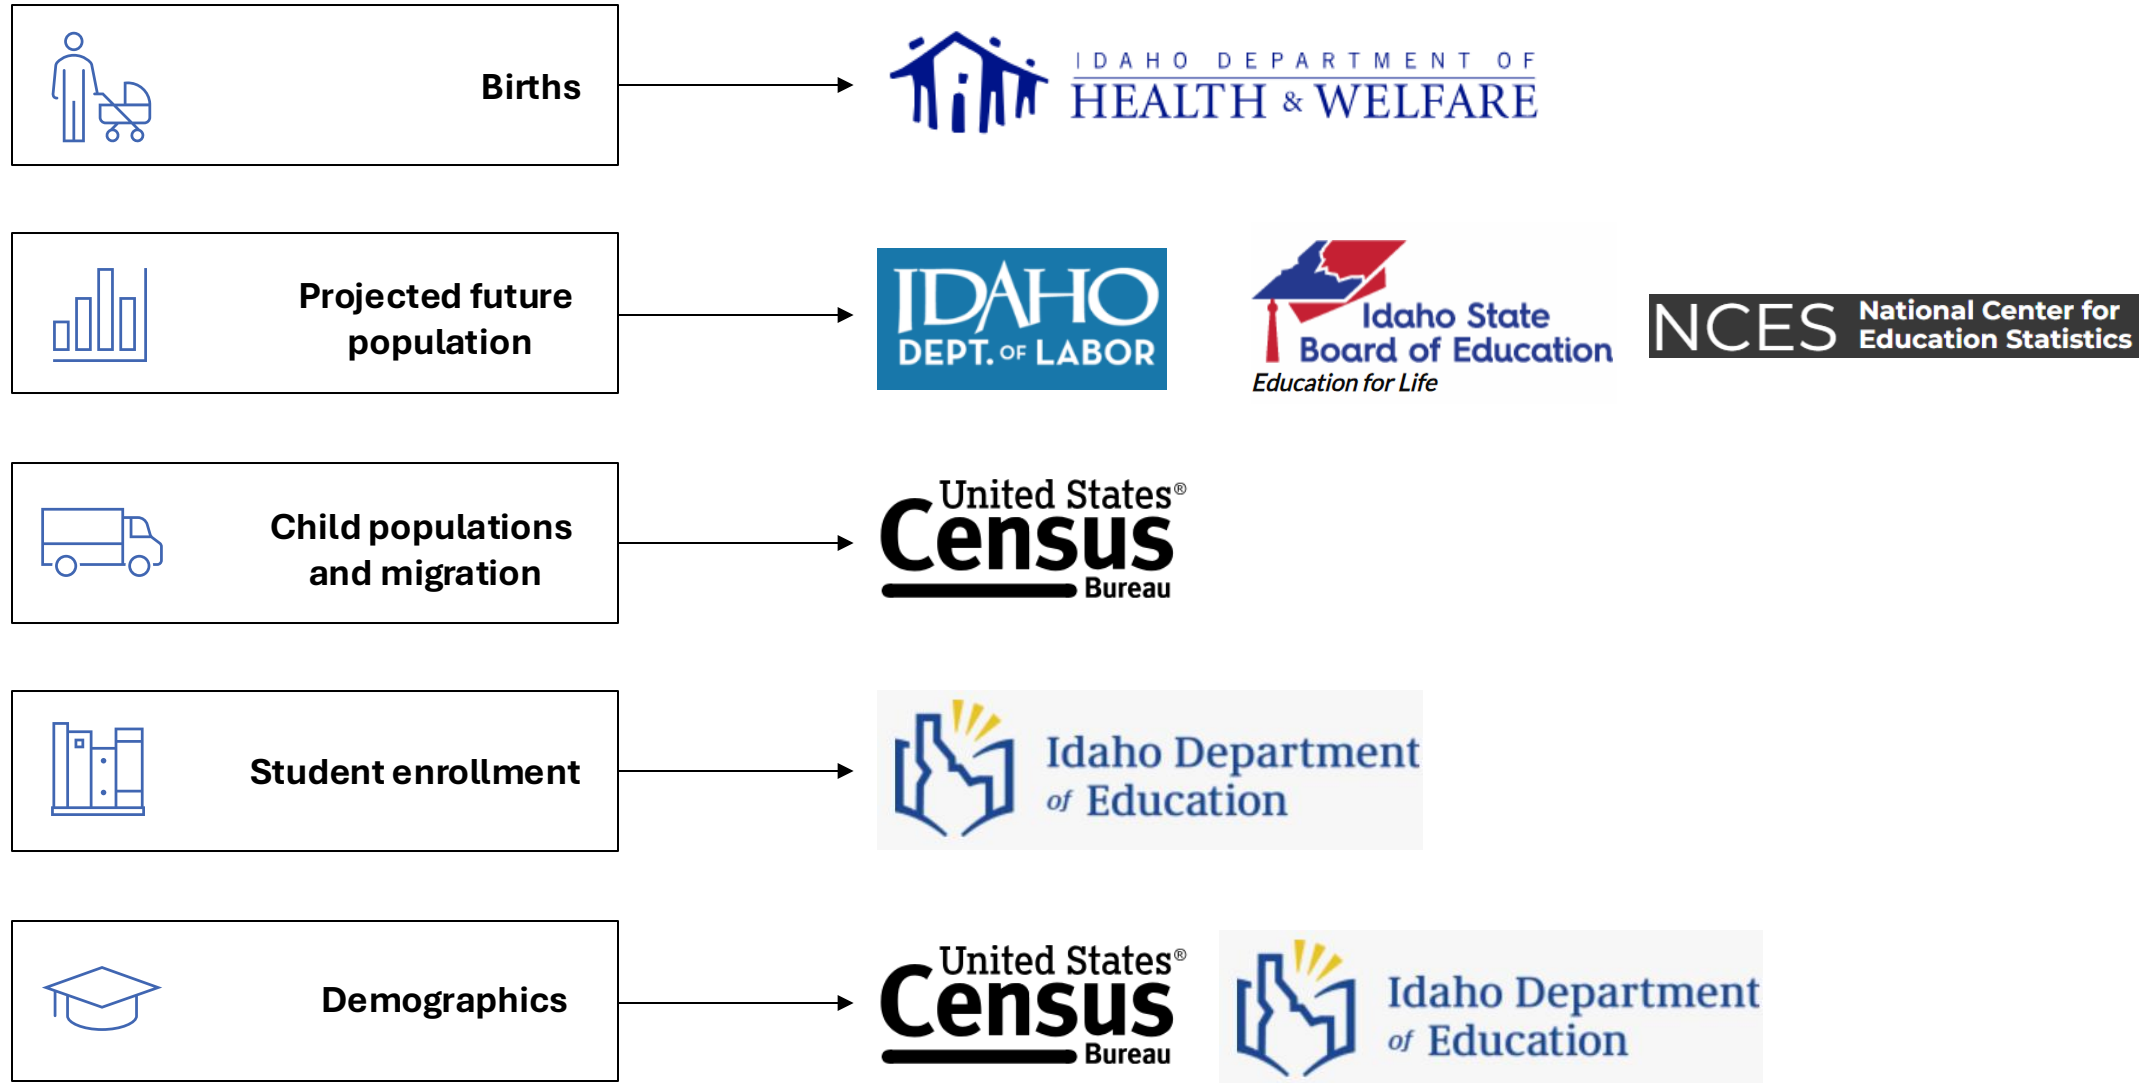 Births
IDAHO DEPARTMENT OF
HEALTH & WELFARE
Projected future
population
IDAHO
DEPT. OF LABOR
Idaho State
Board of Education
Education for Life
NCES
National Center for
Education Statistics
Child populations
and migration
United States®
Census
Bureau
Student enrollment
Idaho Department
of Education
Demographics
United States®
Census
Bureau
Idaho Department
of Education